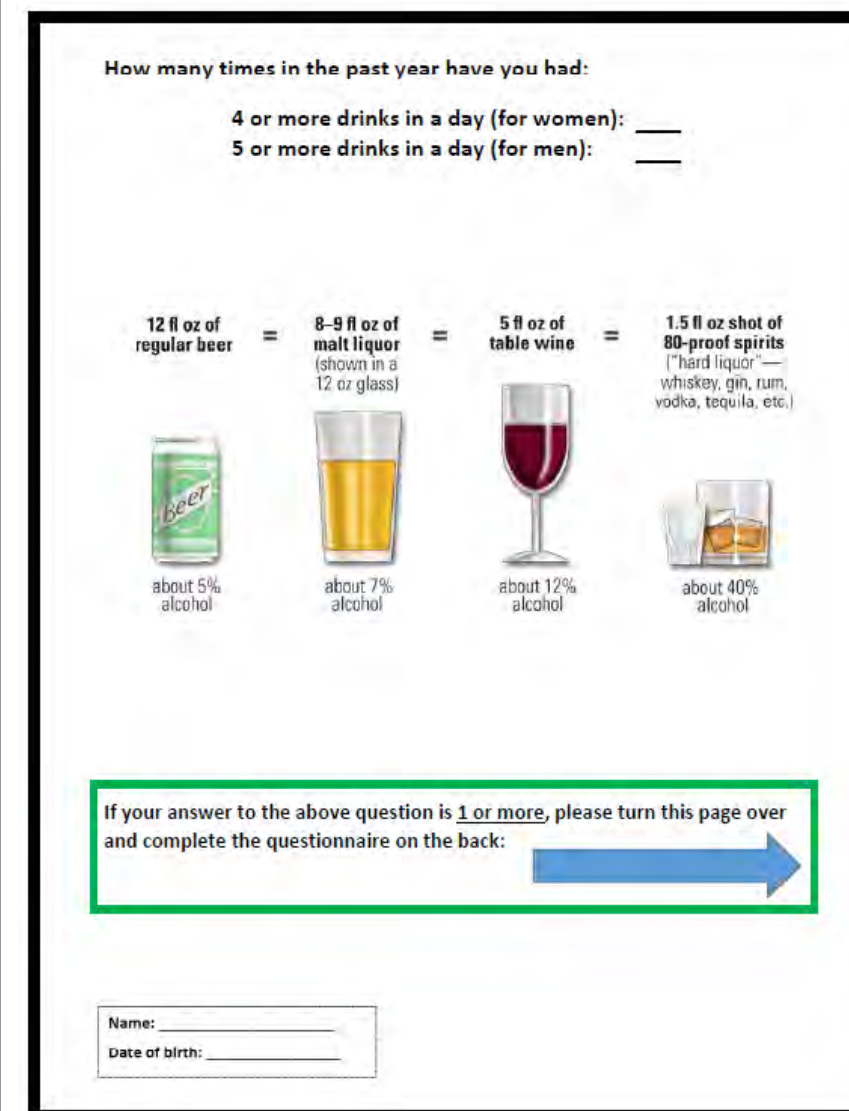 How many times in the past year have you had:
4 or more drinks in a day (for women): ____
5 or more drinks in a day (for men): ____
12 fl oz of
regular beer
=
8–9 fl oz of
malt liquor
(shown in a
12 oz glass)
=
5 fl oz of
table wine
=
1.5 fl oz shot of
80-proof spirits
("hard liquor"—
whiskey, gin, rum,
vodka, tequila, etc.)
Beer
about 5%
alcohol
about 7%
alcohol
about 12%
alcohol
about 40%
alcohol
If your answer to the above question is 1 or more, please turn this page over
and complete the questionnaire on the back:
Name: ____________________
Date of birth: ________________